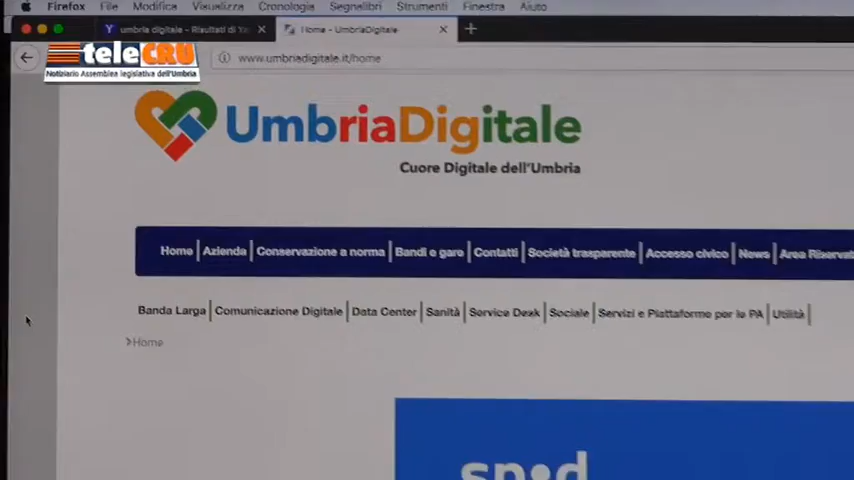 Firefox File Modifica Visualizza Cronologia Segnalibri Strumenti Finestra Aiuto
umbria digitale - Risultati di Ya
Home - UmbriaDigitale
teleCRU
Notiziario Assemblea legislativa dell'Umbria
www.umbriadigitale.it/home
UmbriaDigitale
Cuore Digitale dell'Umbria
Home Azienda Conservazione a norma Bandi e gare Contatti Società trasparente Accesso civico News Area Riservat
Banda Larga Comunicazione Digitale Data Center Sanità Service Desk Sociale Servizi e Piattaforme per le PA Utilità
>Home
spid